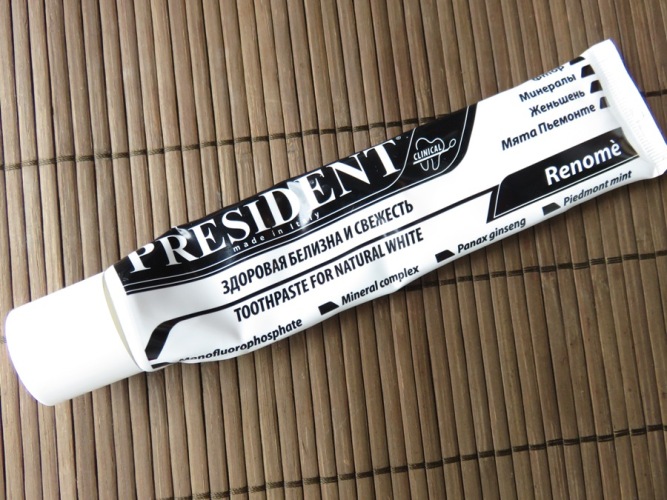 PRESIDENT
made in Italy
CLINICAL
ЗДОРОВАЯ БЕЛИЗНА И СВЕЖЕСТЬ
TOOTHPASTE FOR NATURAL WHITE
Renomè
Минералы
Женьшень
Мята Пьемонте
Monofluorophosphate
Mineral complex
Panax ginseng
Piedmont mint